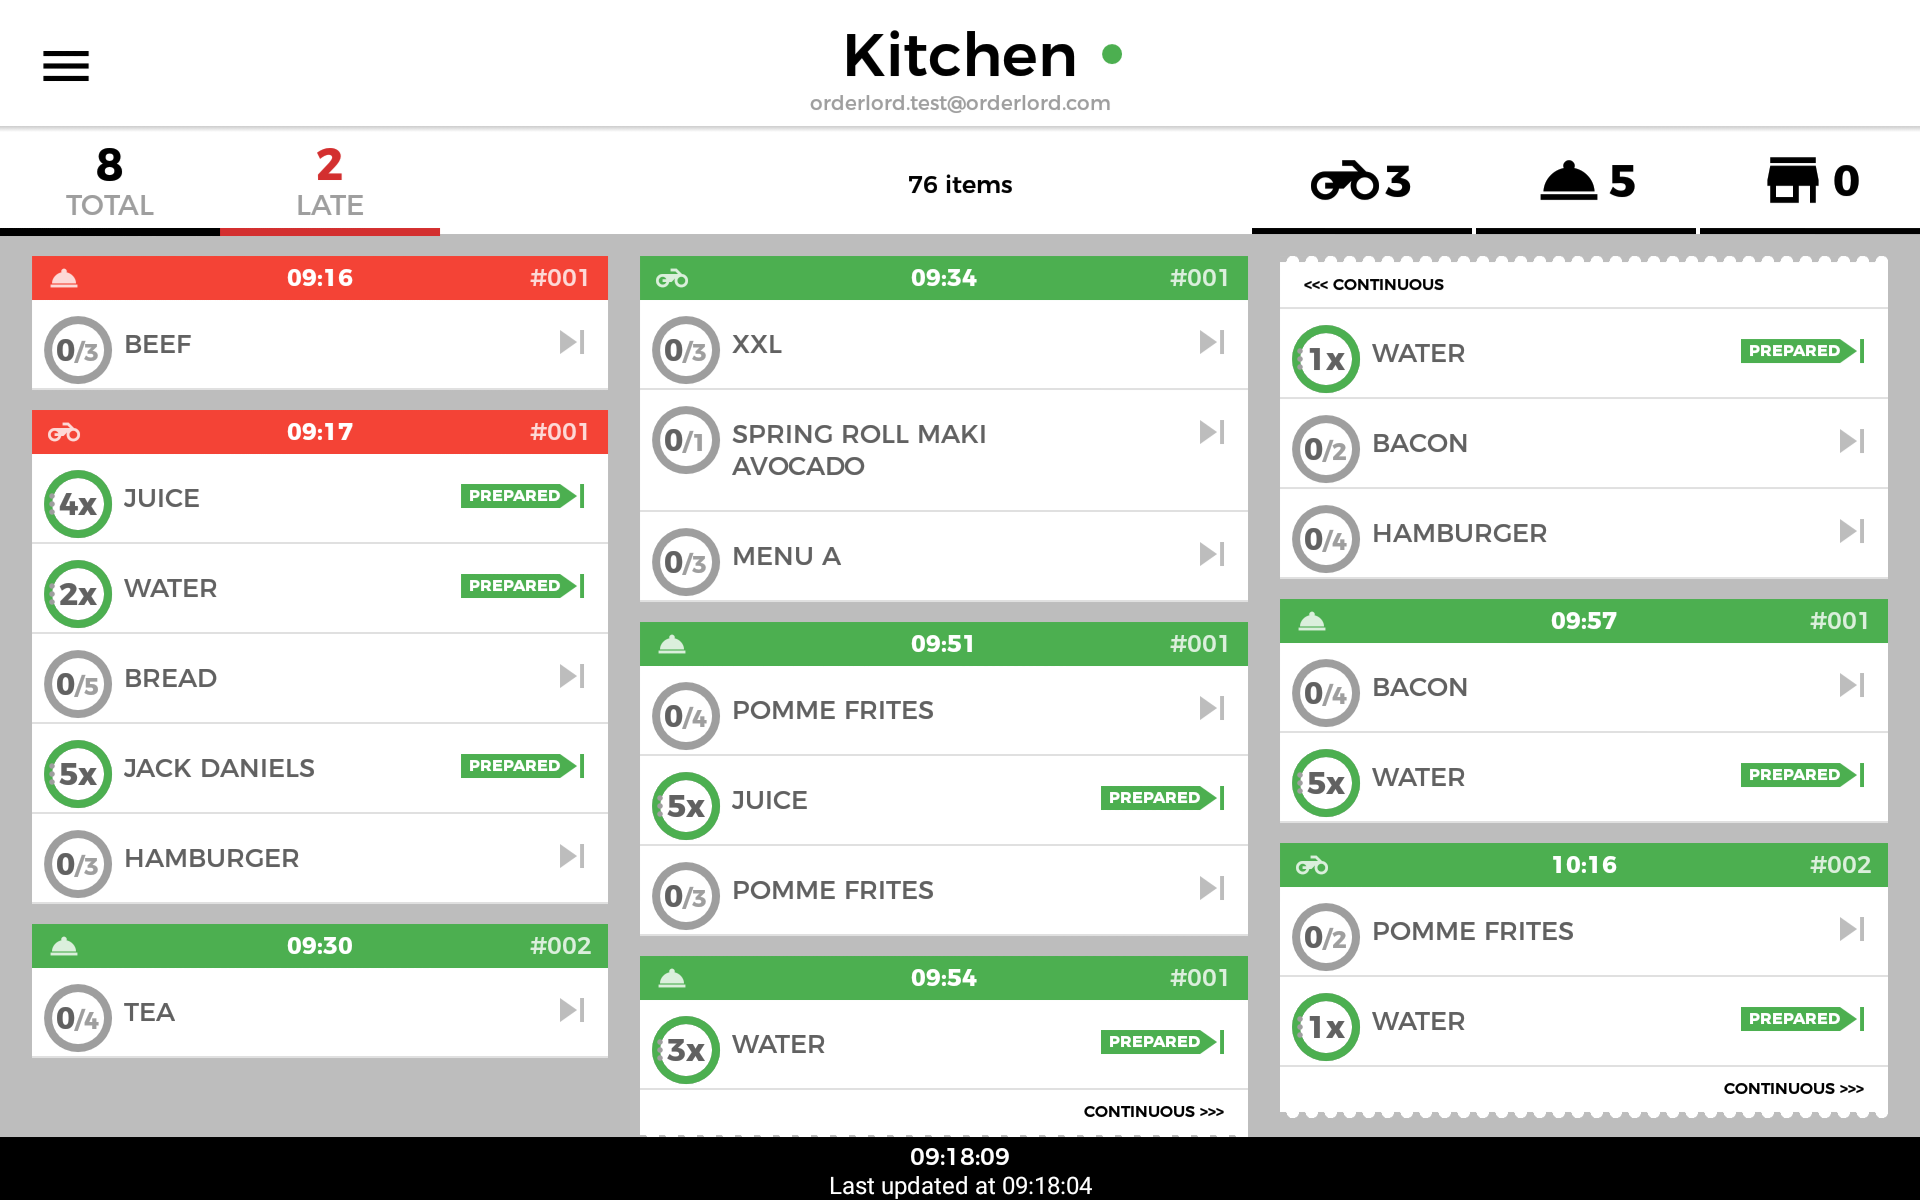 Kitchen
orderlord.test@orderlord.com
8
TOTAL
2
LATE
76 items
3
5
0
09:16 #001
0/3 BEEF
09:17 #001
4x JUICE PREPARED
2x WATER PREPARED
0/5 BREAD
5x JACK DANIELS PREPARED
0/3 HAMBURGER
09:30 #002
0/4 TEA
09:34 #001
0/3 XXL
0/1 SPRING ROLL MAKI
AVOCADO
0/3 MENU A
09:51 #001
0/4 POMME FRITES
5x JUICE PREPARED
0/3 POMME FRITES
09:54 #001
3x WATER PREPARED
CONTINUOUS >>>
<<< CONTINUOUS
1x WATER PREPARED
0/2 BACON
0/4 HAMBURGER
09:57 #001
0/4 BACON
5x WATER PREPARED
10:16 #002
0/2 POMME FRITES
1x WATER PREPARED
CONTINUOUS >>>
09:18:09
Last updated at 09:18:04